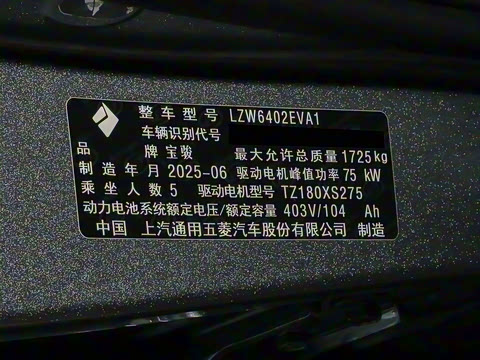 整车型号 LZW6402EVA1
车辆识别代号
品牌 宝骏 最大允许总质量 1725kg
制造年月 2025-06 驱动电机峰值功率 75 kW
乘坐人数 5 驱动电机型号 TZ180XS275
动力电池系统额定电压/额定容量 403V/104 Ah
中国 上汽通用五菱汽车股份有限公司 制造